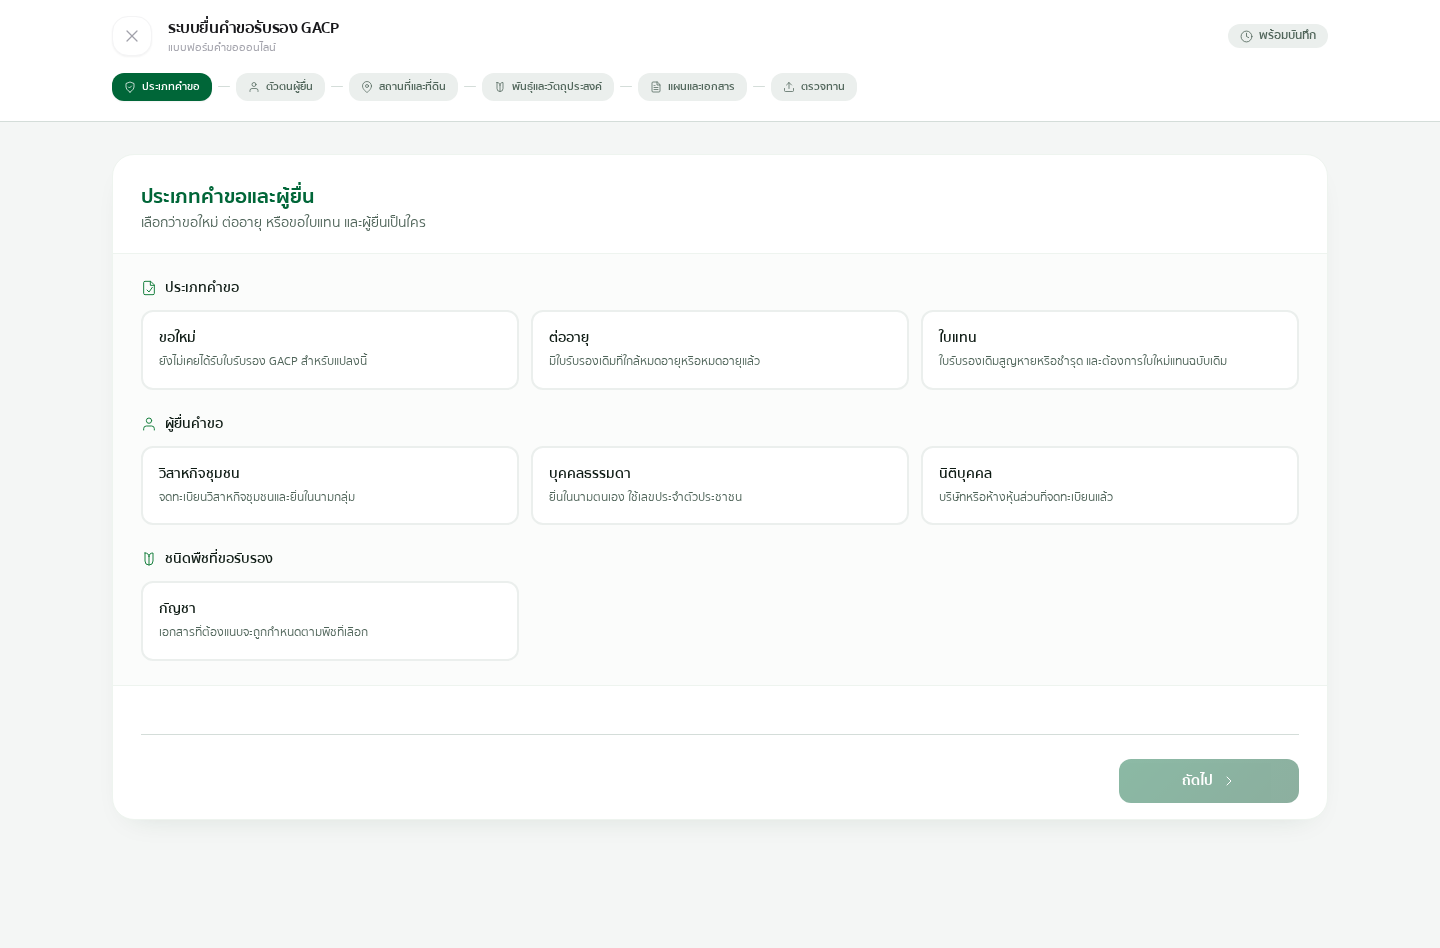 ระบบยื่นคำขอรับรอง GACP
แบบฟอร์มคำขอออนไลน์
พร้อมบันทึก
ประเภทคำขอ
ตัวตนผู้ยื่น
สถานที่และที่ดิน
พันธุ์และวัตถุประสงค์
แผนและเอกสาร
ตรวจทาน
ประเภทคำขอและผู้ยื่น
เลือกว่าขอใหม่ ต่ออายุ หรือขอใบแทน และผู้ยื่นเป็นใคร
ประเภทคำขอ
ขอใหม่
ยังไม่เคยได้รับใบรับรอง GACP สำหรับแปลงนี้
ต่ออายุ
มีใบรับรองเดิมที่ใกล้หมดอายุหรือหมดอายุแล้ว
ใบแทน
ใบรับรองเดิมสูญหายหรือชำรุด และต้องการใบใหม่แทนฉบับเดิม
ผู้ยื่นคำขอ
วิสาหกิจชุมชน
จดทะเบียนวิสาหกิจชุมชนและยื่นในนามกลุ่ม
บุคคลธรรมดา
ยื่นในนามตนเอง ใช้เลขประจำตัวประชาชน
นิติบุคคล
บริษัทหรือห้างหุ้นส่วนที่จดทะเบียนแล้ว
ชนิดพืชที่ขอรับรอง
กัญชา
เอกสารที่ต้องแนบจะถูกกำหนดตามพืชที่เลือก
ถัดไป